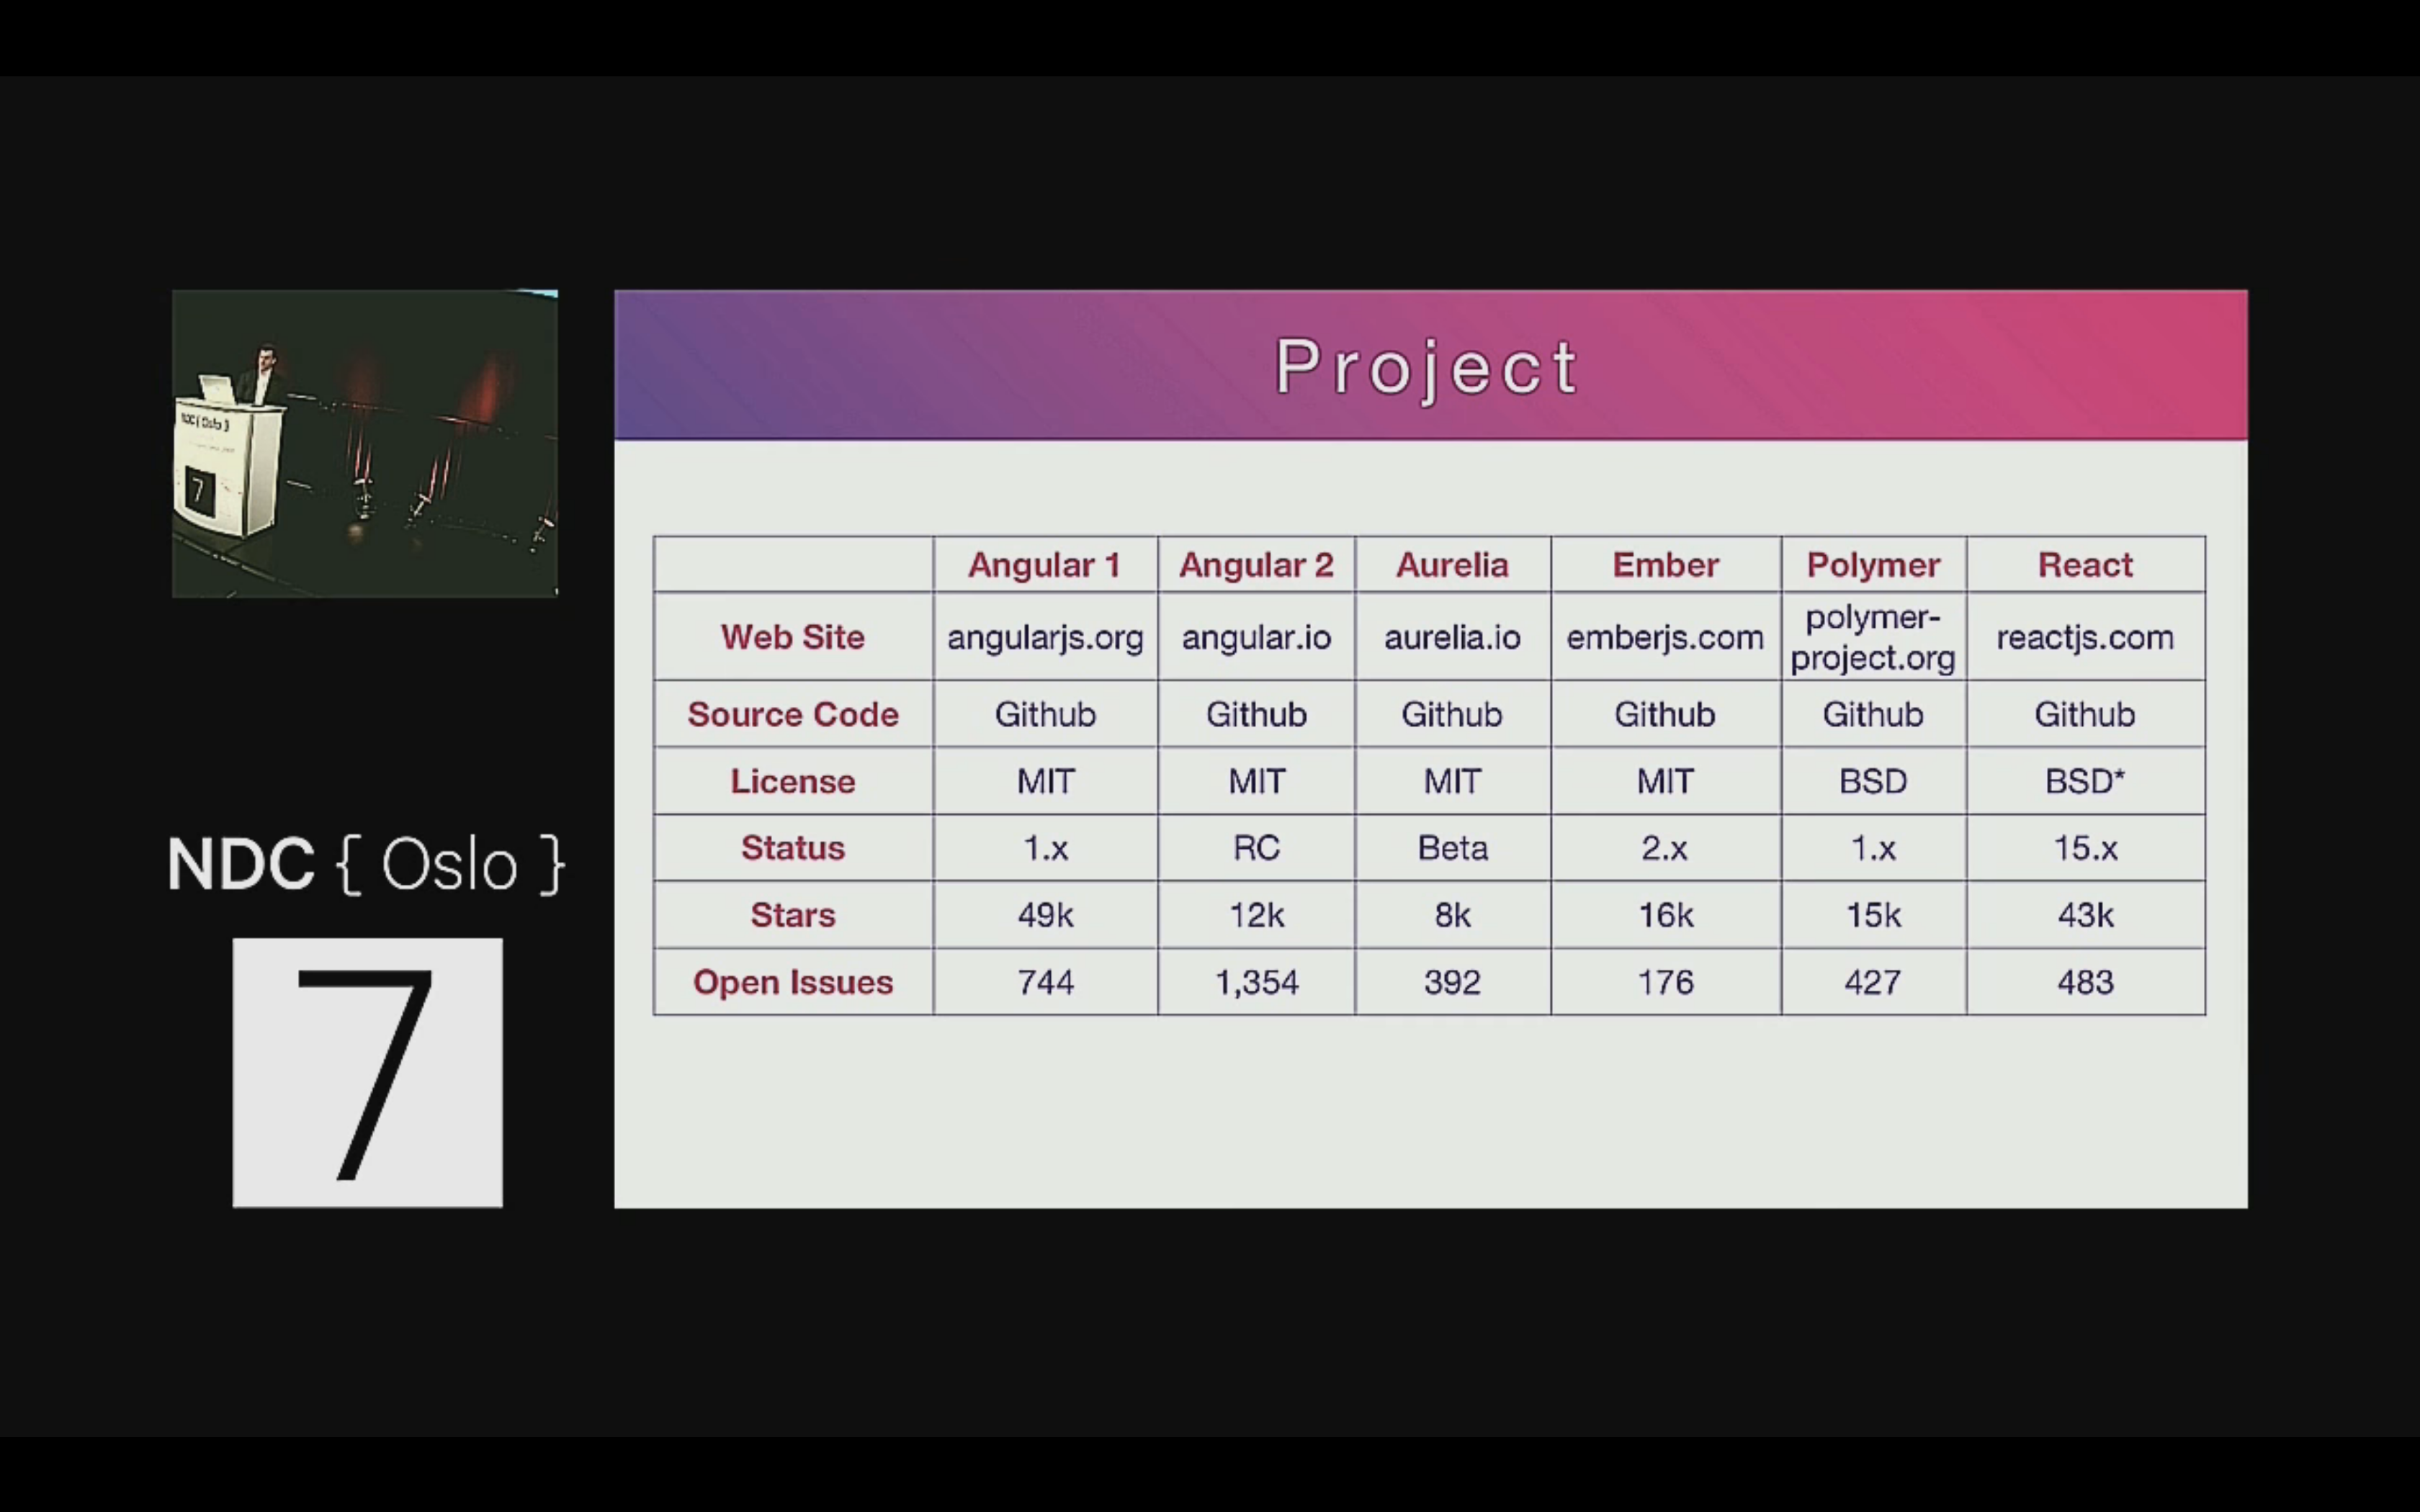 NDC { Oslo }
7
NDC { Oslo }
7
Project
Angular 1 Angular 2 Aurelia Ember Polymer React
Web Site angularjs.org angular.io aurelia.io emberjs.com polymer-project.org reactjs.com
Source Code Github Github Github Github Github Github
License MIT MIT MIT MIT BSD BSD*
Status 1.x RC Beta 2.x 1.x 15.x
Stars 49k 12k 8k 16k 15k 43k
Open Issues 744 1,354 392 176 427 483